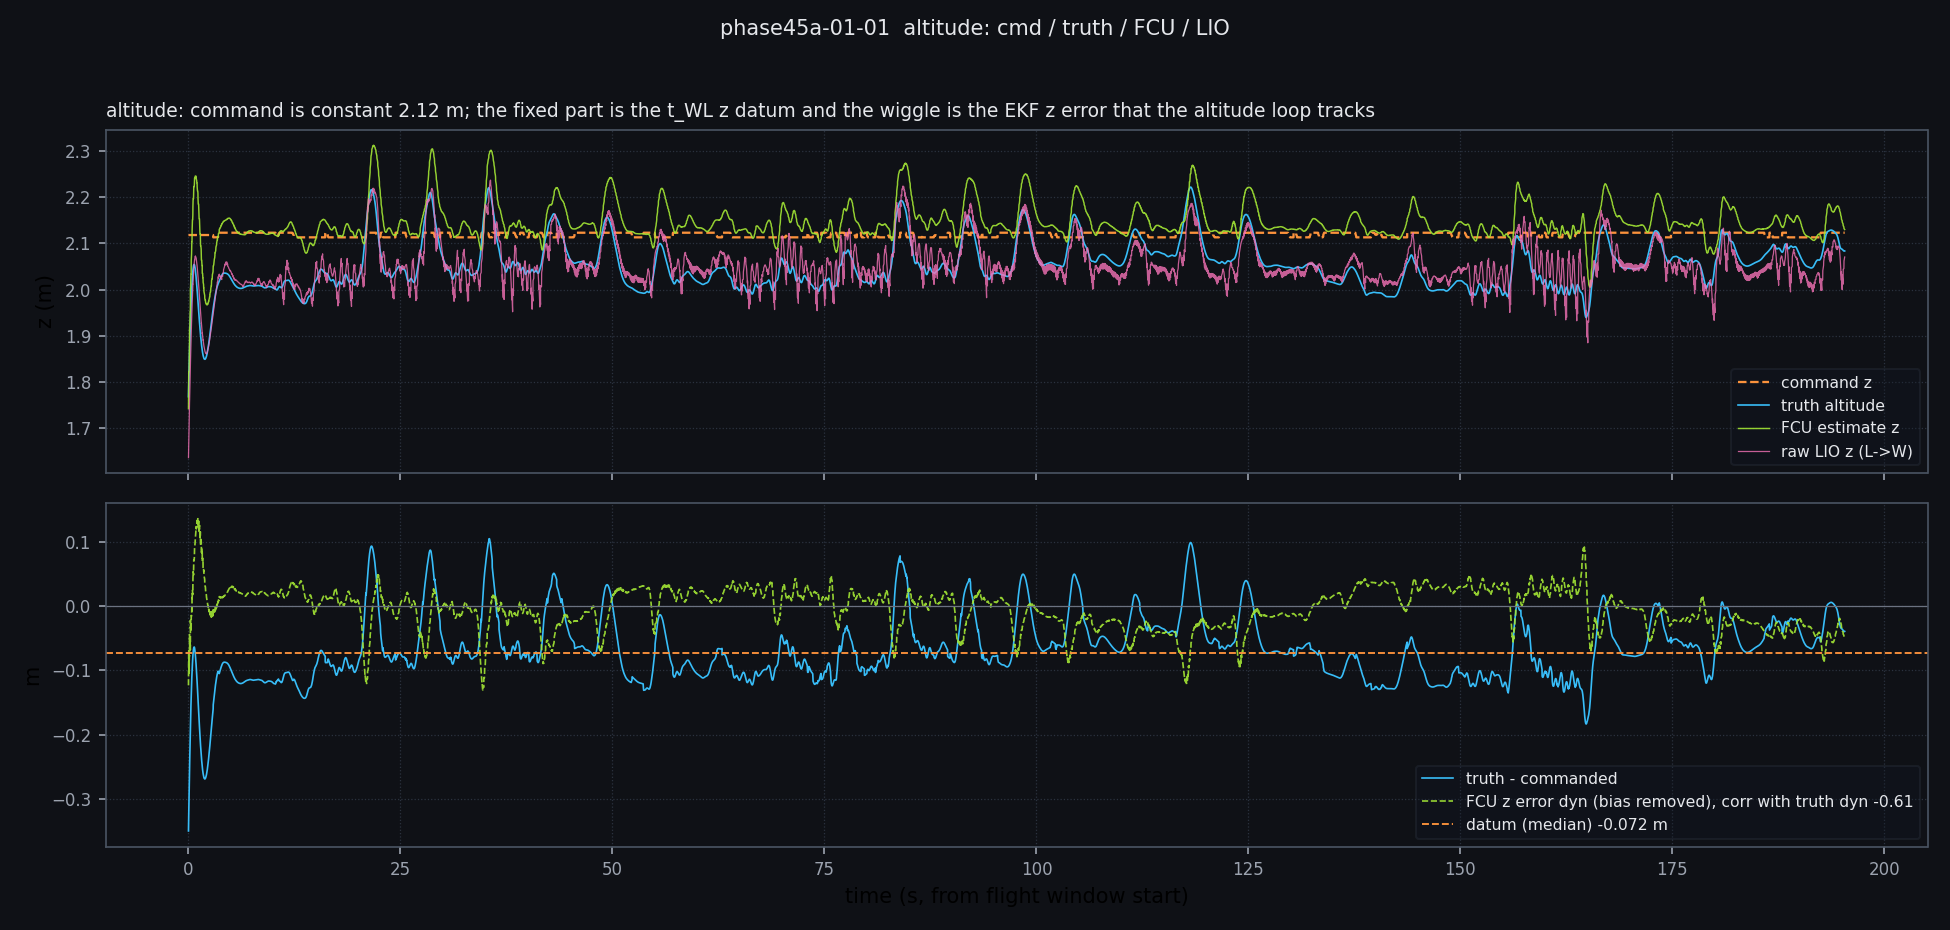 phase45a-01-01  altitude: cmd / truth / FCU / LIO
altitude: command is constant 2.12 m; the fixed part is the t_WL z datum and the wiggle is the EKF z error that the altitude loop tracks
z (m)
2.3
2.2
2.1
2.0
1.9
1.8
1.7
command z
truth altitude
FCU estimate z
raw LIO z (L->W)
m
0.1
0.0
−0.1
−0.2
−0.3
truth - commanded
FCU z error dyn (bias removed), corr with truth dyn -0.61
datum (median) -0.072 m
0 25 50 75 100 125 150 175 200
time (s, from flight window start)